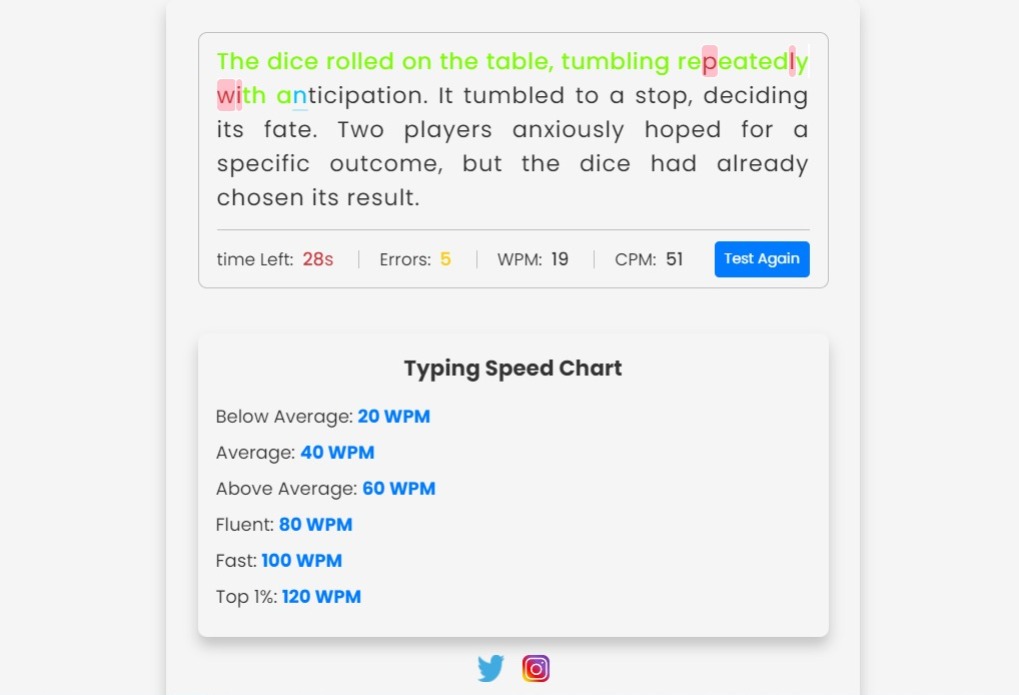 The dice rolled on the table, tumbling repeatedly
with anticipation. It tumbled to a stop, deciding
its fate. Two players anxiously hoped for a
specific outcome, but the dice had already
chosen its result.
time Left: 28s | Errors: 5 | WPM: 19 | CPM: 51 Test Again
Typing Speed Chart
Below Average: 20 WPM
Average: 40 WPM
Above Average: 60 WPM
Fluent: 80 WPM
Fast: 100 WPM
Top 1%: 120 WPM